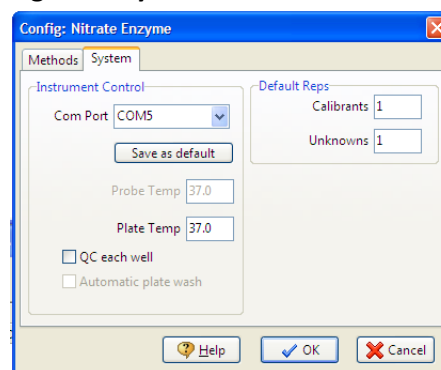 Config: Nitrate Enzyme
Methods System
Instrument Control
Com Port COM5
Save as default
Probe Temp 37.0
Plate Temp 37.0
QC each well
Automatic plate wash
Default Reps
Calibrants 1
Unknowns 1
Help OK Cancel